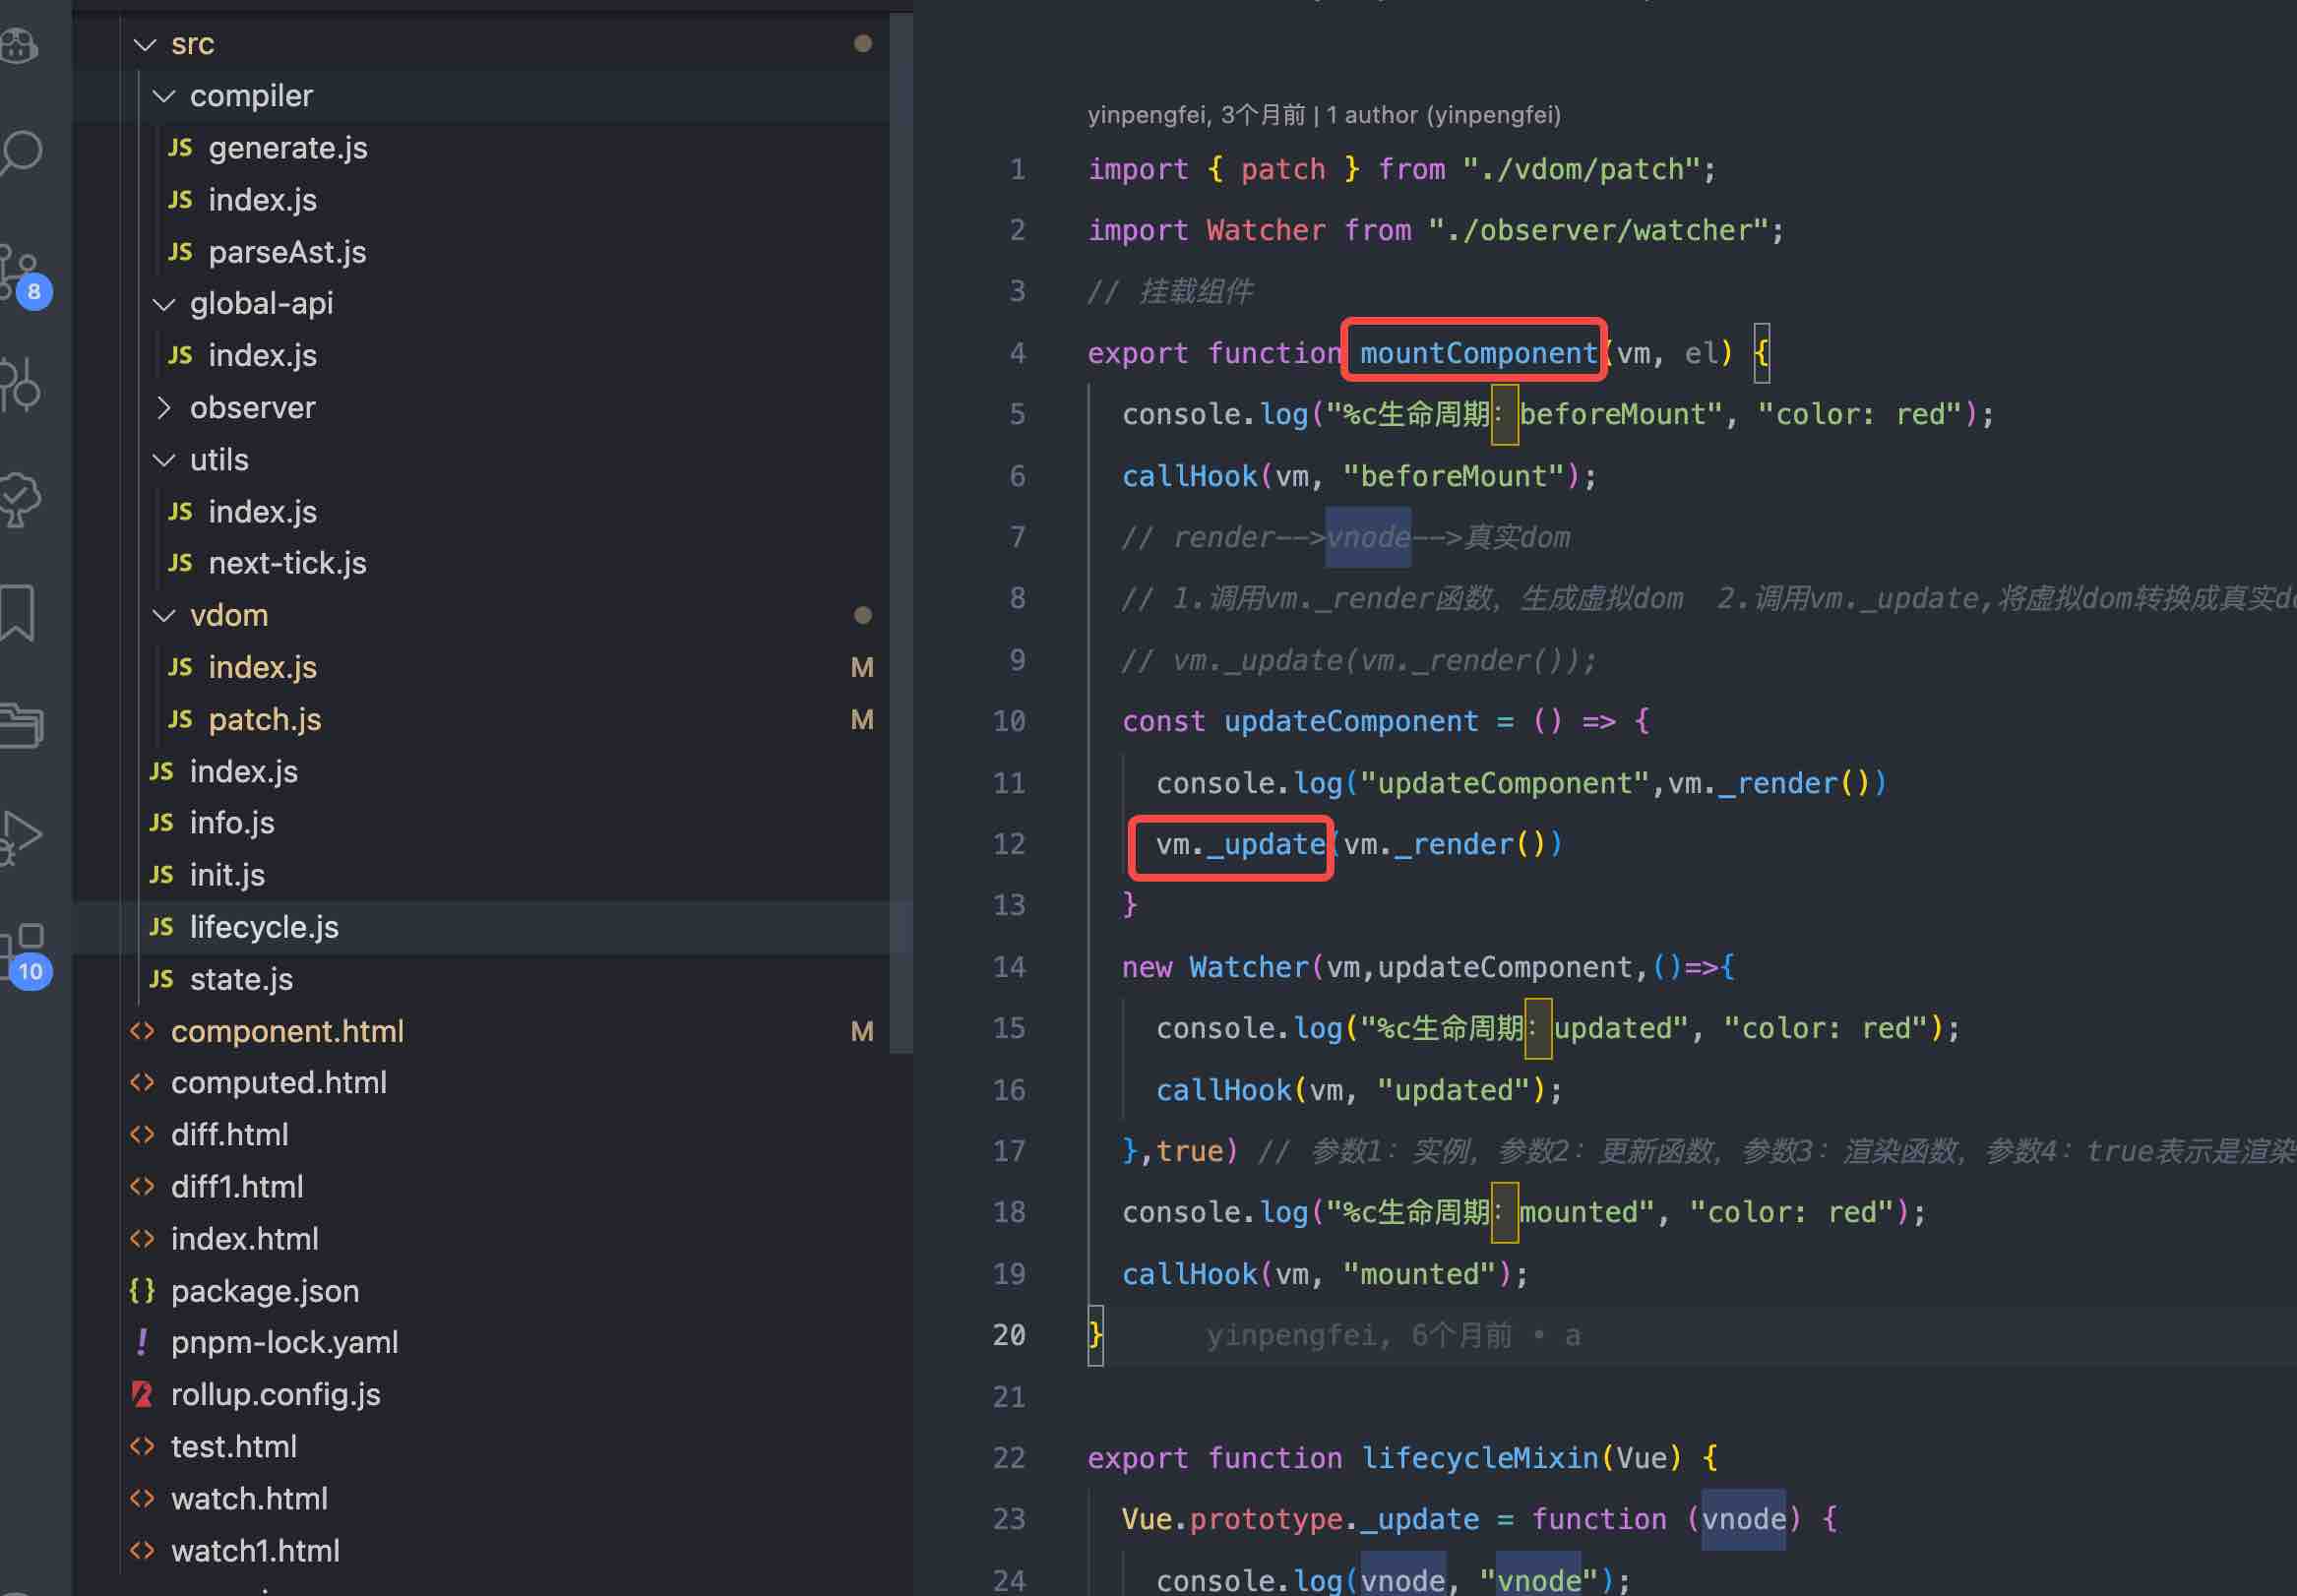 src
compiler
JS generate.js
JS index.js
JS parseAst.js
global-api
JS index.js
observer
utils
JS index.js
JS next-tick.js
vdom
JS index.js M
JS patch.js M
JS index.js
JS info.js
JS init.js
JS lifecycle.js
JS state.js
<> component.html M
<> computed.html
<> diff.html
<> diff1.html
<> index.html
{} package.json
! pnpm-lock.yaml
rollup.config.js
<> test.html
<> watch.html
<> watch1.html
8
10
yinpengfei, 3个月前 | 1 author (yinpengfei)
1 import { patch } from "./vdom/patch";
2 import Watcher from "./observer/watcher";
3 // 挂载组件
4 export function mountComponent(vm, el) {
5 console.log("%c生命周期：beforeMount", "color: red");
6 callHook(vm, "beforeMount");
7 // render-->vnode-->真实dom
8 // 1.调用vm._render函数，生成虚拟dom 2.调用vm._update,将虚拟dom转换成真实d
9 // vm._update(vm._render());
10 const updateComponent = () => {
11 console.log("updateComponent",vm._render())
12 vm._update(vm._render())
13 }
14 new Watcher(vm,updateComponent,()=>{
15 console.log("%c生命周期：updated", "color: red");
16 callHook(vm, "updated");
17 },true) // 参数1：实例，参数2：更新函数，参数3：渲染函数，参数4：true表示是渲染
18 console.log("%c生命周期：mounted", "color: red");
19 callHook(vm, "mounted");
20 } yinpengfei, 6个月前 • a
21
22 export function lifecycleMixin(Vue) {
23 Vue.prototype._update = function (vnode) {
24 console.log(vnode, "vnode");